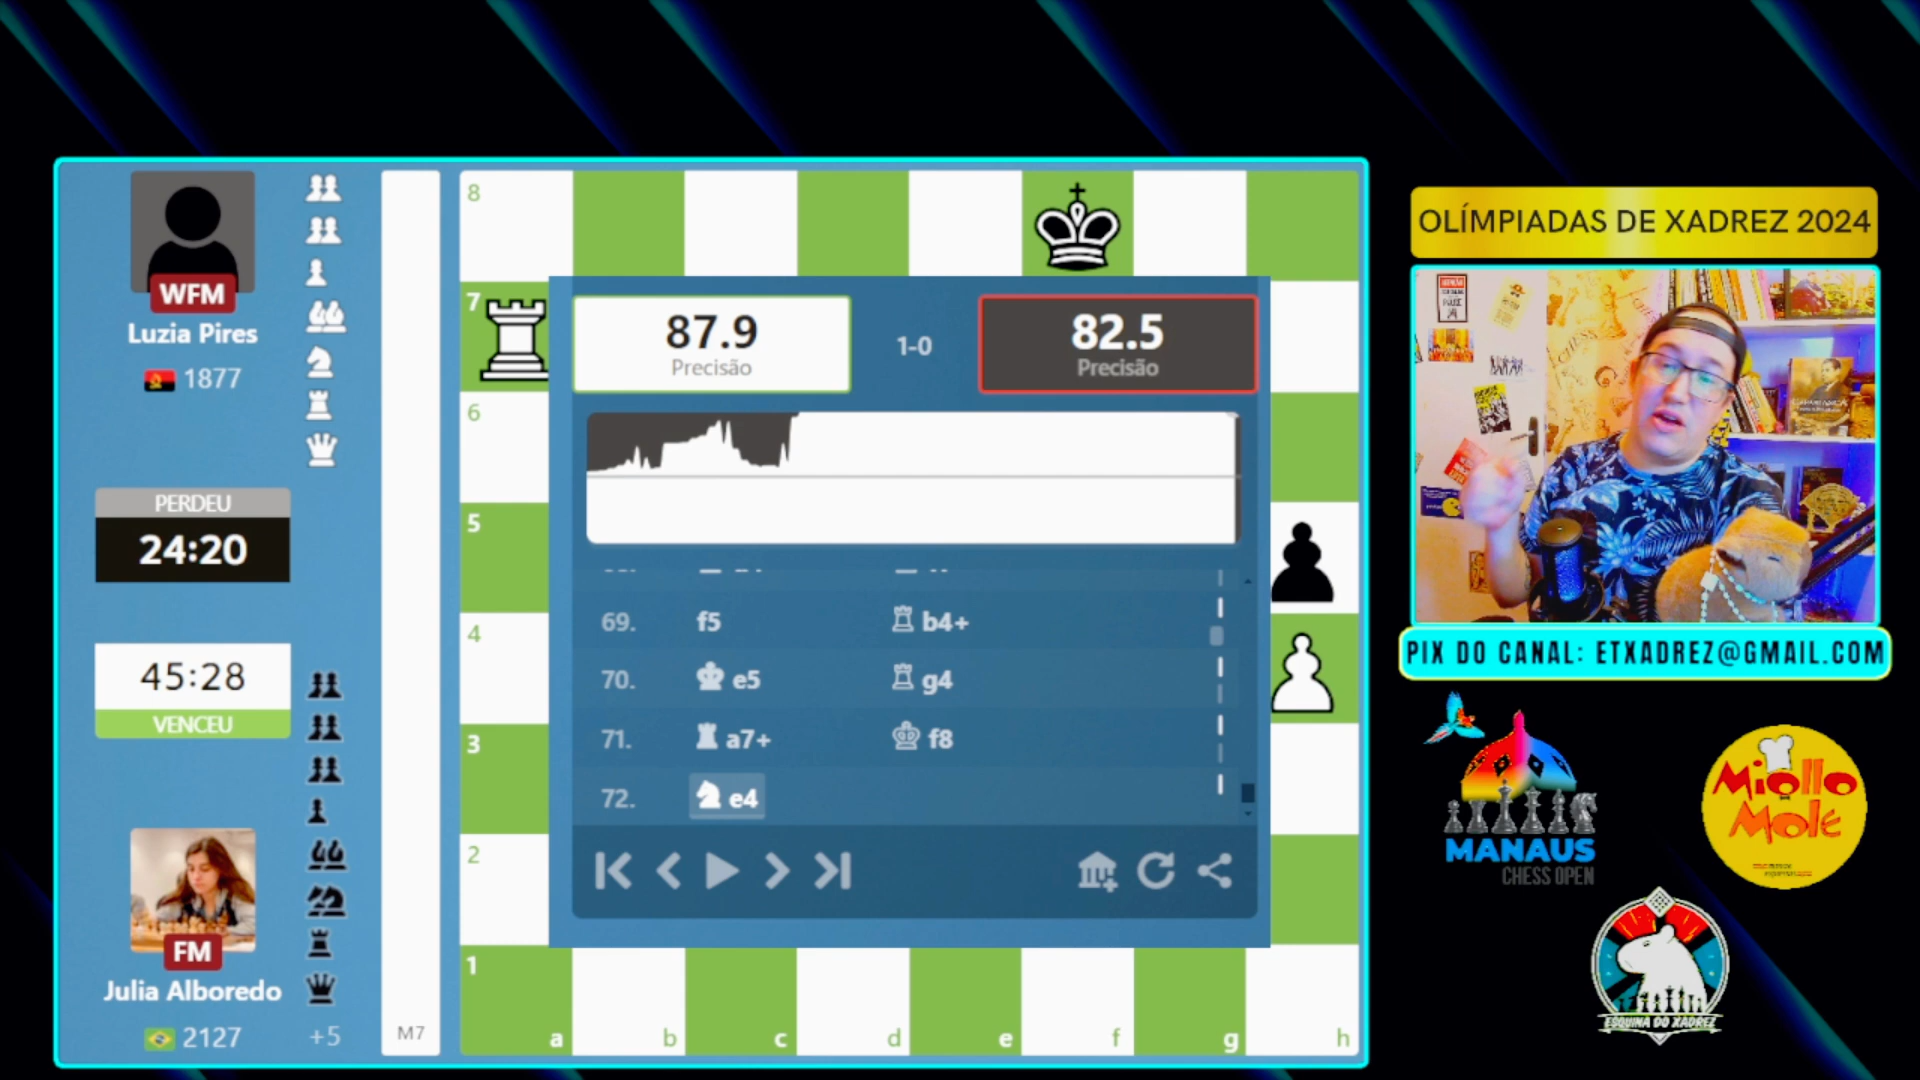 WFM
Luzia Pires
1877
PERDEU
24:20
45:28
VENCEU
FM
Julia Alboredo
2127
+5
M7
8
7
6
5
4
3
2
1
a b c d e f g h
87.9
Precisão
1-0
82.5
Precisão
69. f5 b4+
70. e5 g4
71. a7+ f8
72. e4
OLÍMPIADAS DE XADREZ 2024
PIX DO CANAL: ETXADREZ@GMAIL.COM
MANAUS
CHESS OPEN
Miollo
Mole
ESQUINA DO XADREZ